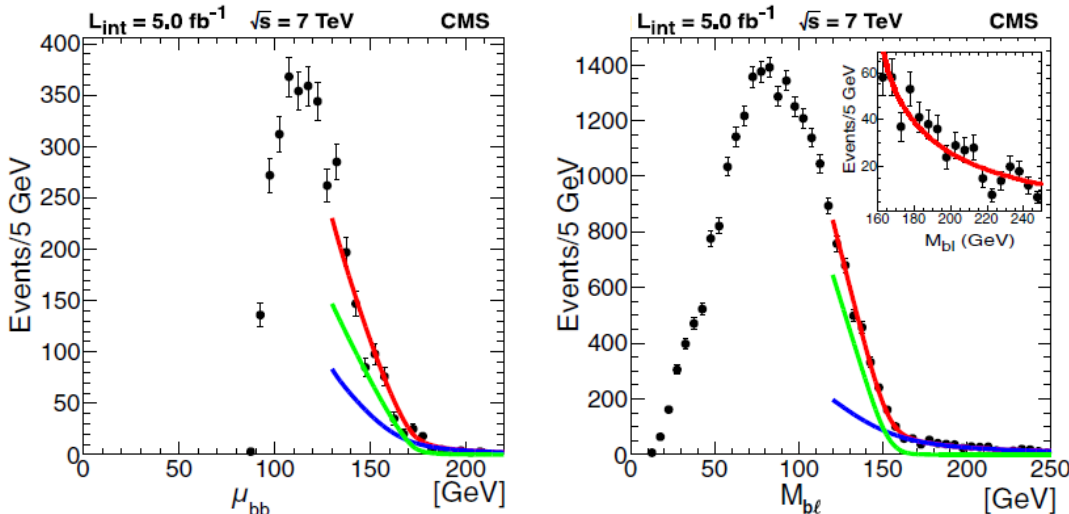 L_int = 5.0 fb⁻¹ √s = 7 TeV CMS
Events/5 GeV
400
350
300
250
200
150
100
50
0
0 50 100 150 200
μ_bb [GeV]
L_int = 5.0 fb⁻¹ √s = 7 TeV CMS
Events/5 GeV
1400
1200
1000
800
600
400
200
0
0 50 100 150 200 250
M_bℓ [GeV]
Events/5 GeV
60
40
20
160 180 200 220 240
M_bl (GeV)